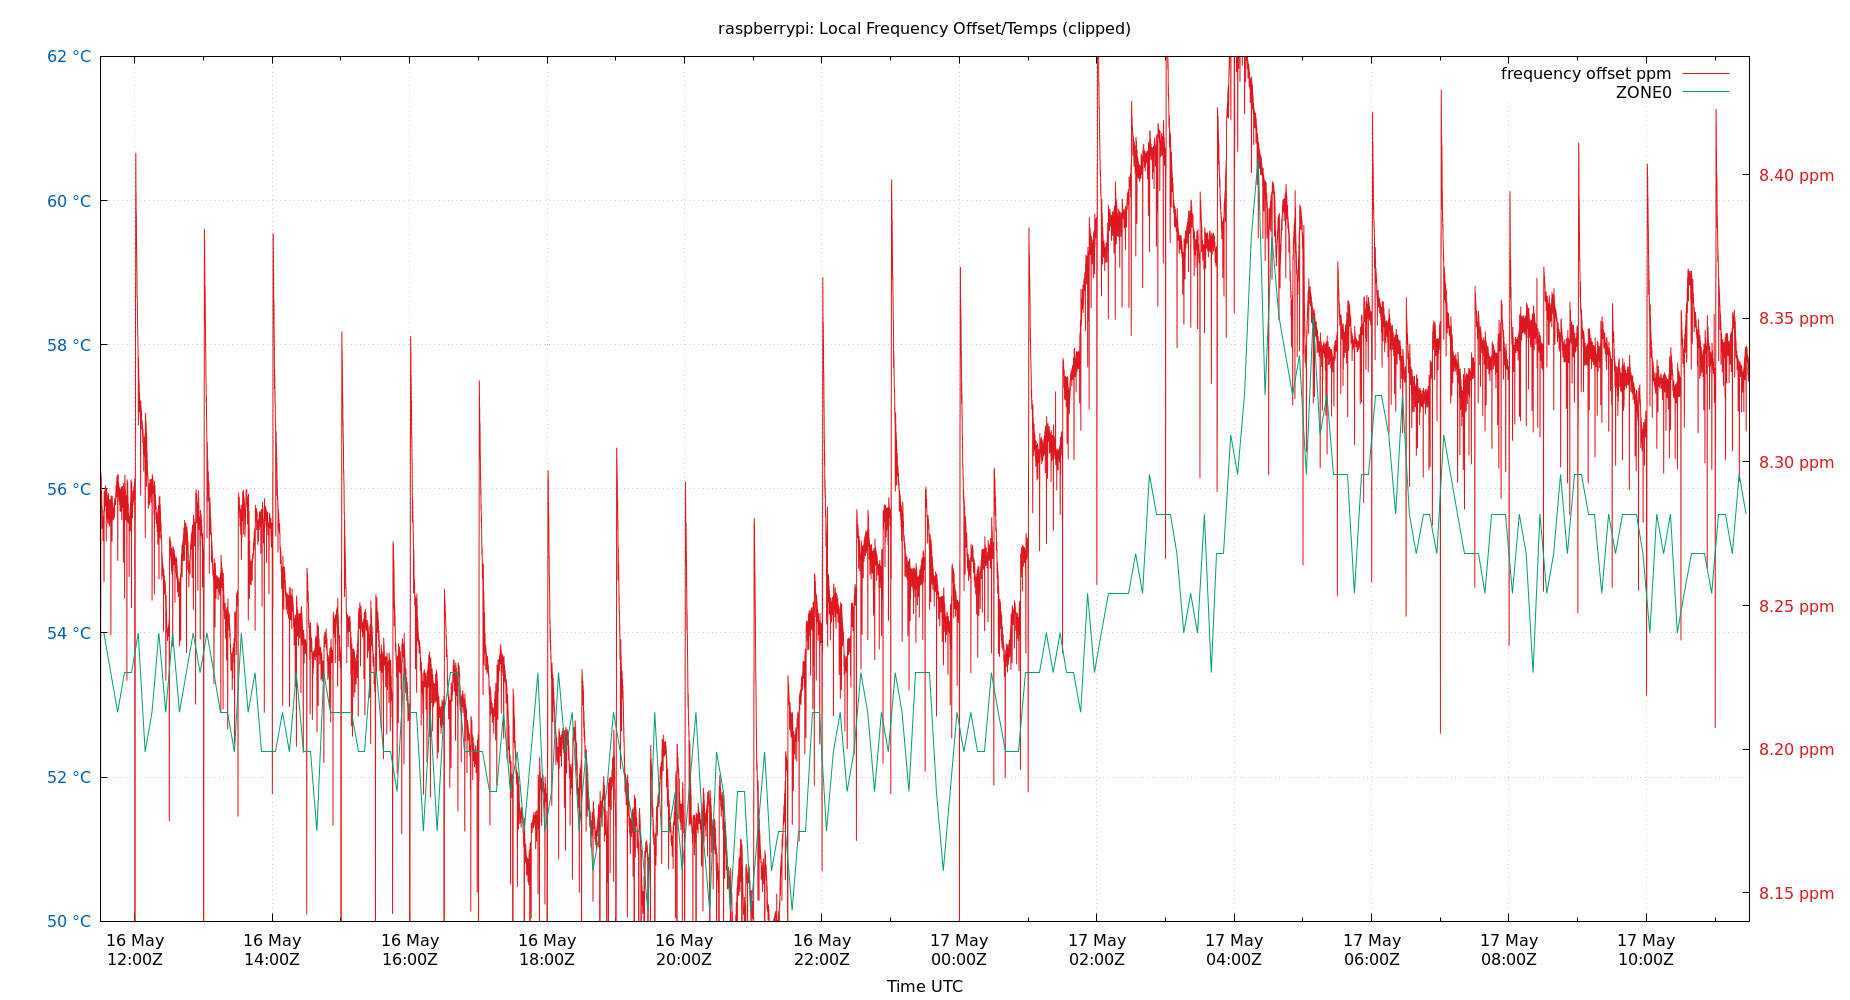 raspberrypi: Local Frequency Offset/Temps (clipped)
frequency offset ppm
ZONE0
62 °C
60 °C
58 °C
56 °C
54 °C
52 °C
50 °C
8.40 ppm
8.35 ppm
8.30 ppm
8.25 ppm
8.20 ppm
8.15 ppm
16 May
12:00Z
16 May
14:00Z
16 May
16:00Z
16 May
18:00Z
16 May
20:00Z
16 May
22:00Z
17 May
00:00Z
17 May
02:00Z
17 May
04:00Z
17 May
06:00Z
17 May
08:00Z
17 May
10:00Z
Time UTC